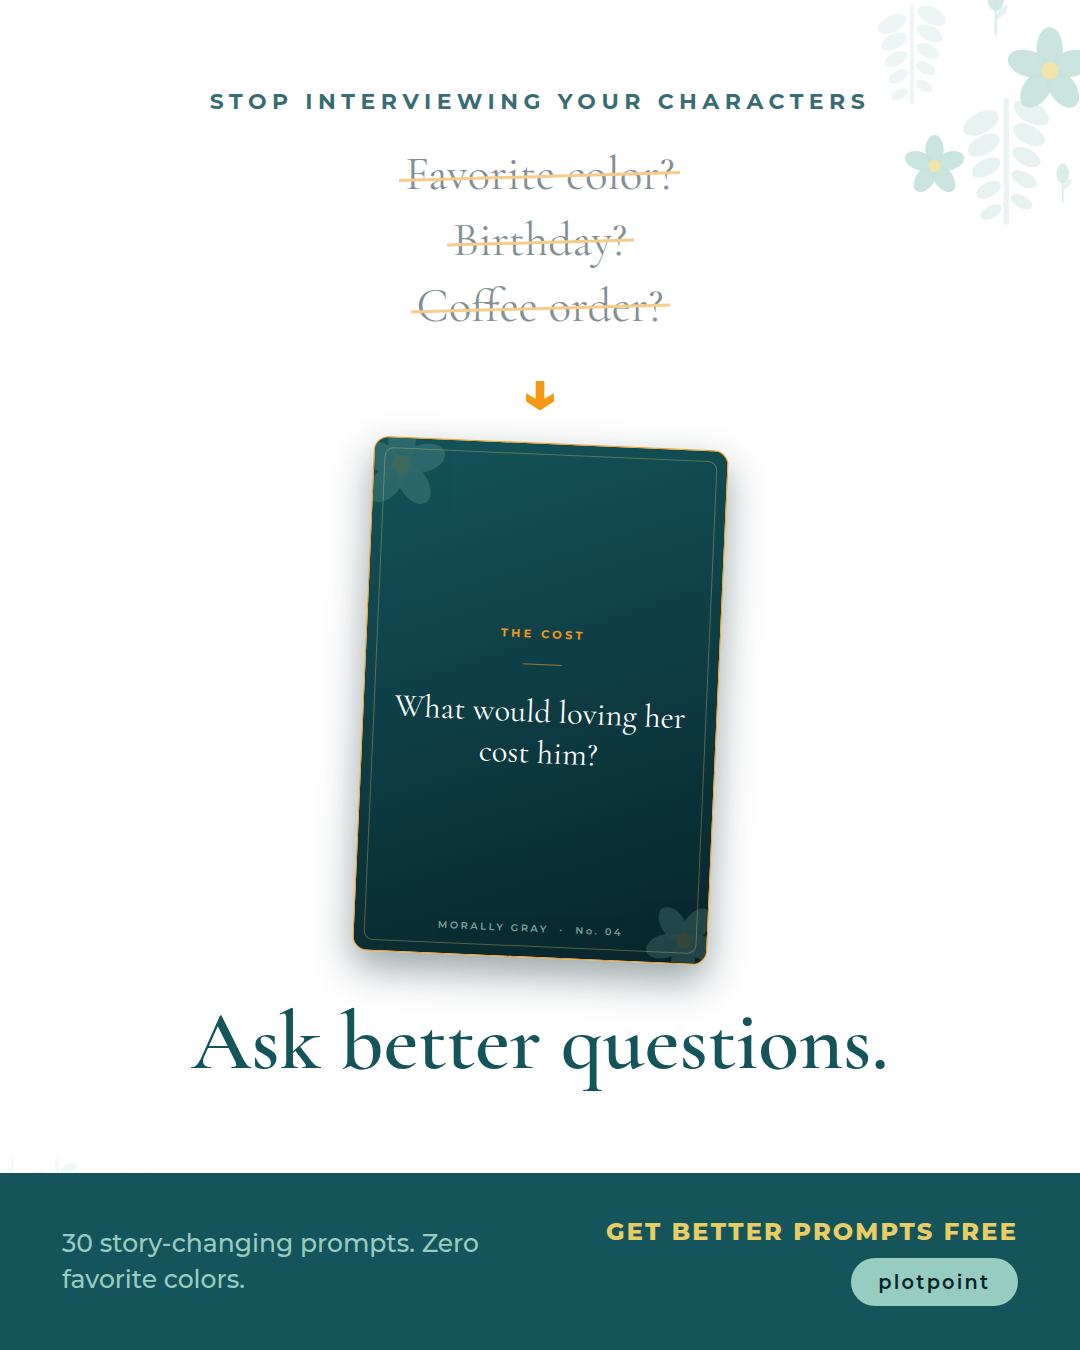 STOP INTERVIEWING YOUR CHARACTERS
Favorite color?
Birthday?
Coffee order?
THE COST
What would loving her
cost him?
MORALLY GRAY · No. 04
Ask better questions.
30 story-changing prompts. Zero
favorite colors.
GET BETTER PROMPTS FREE
plotpoint